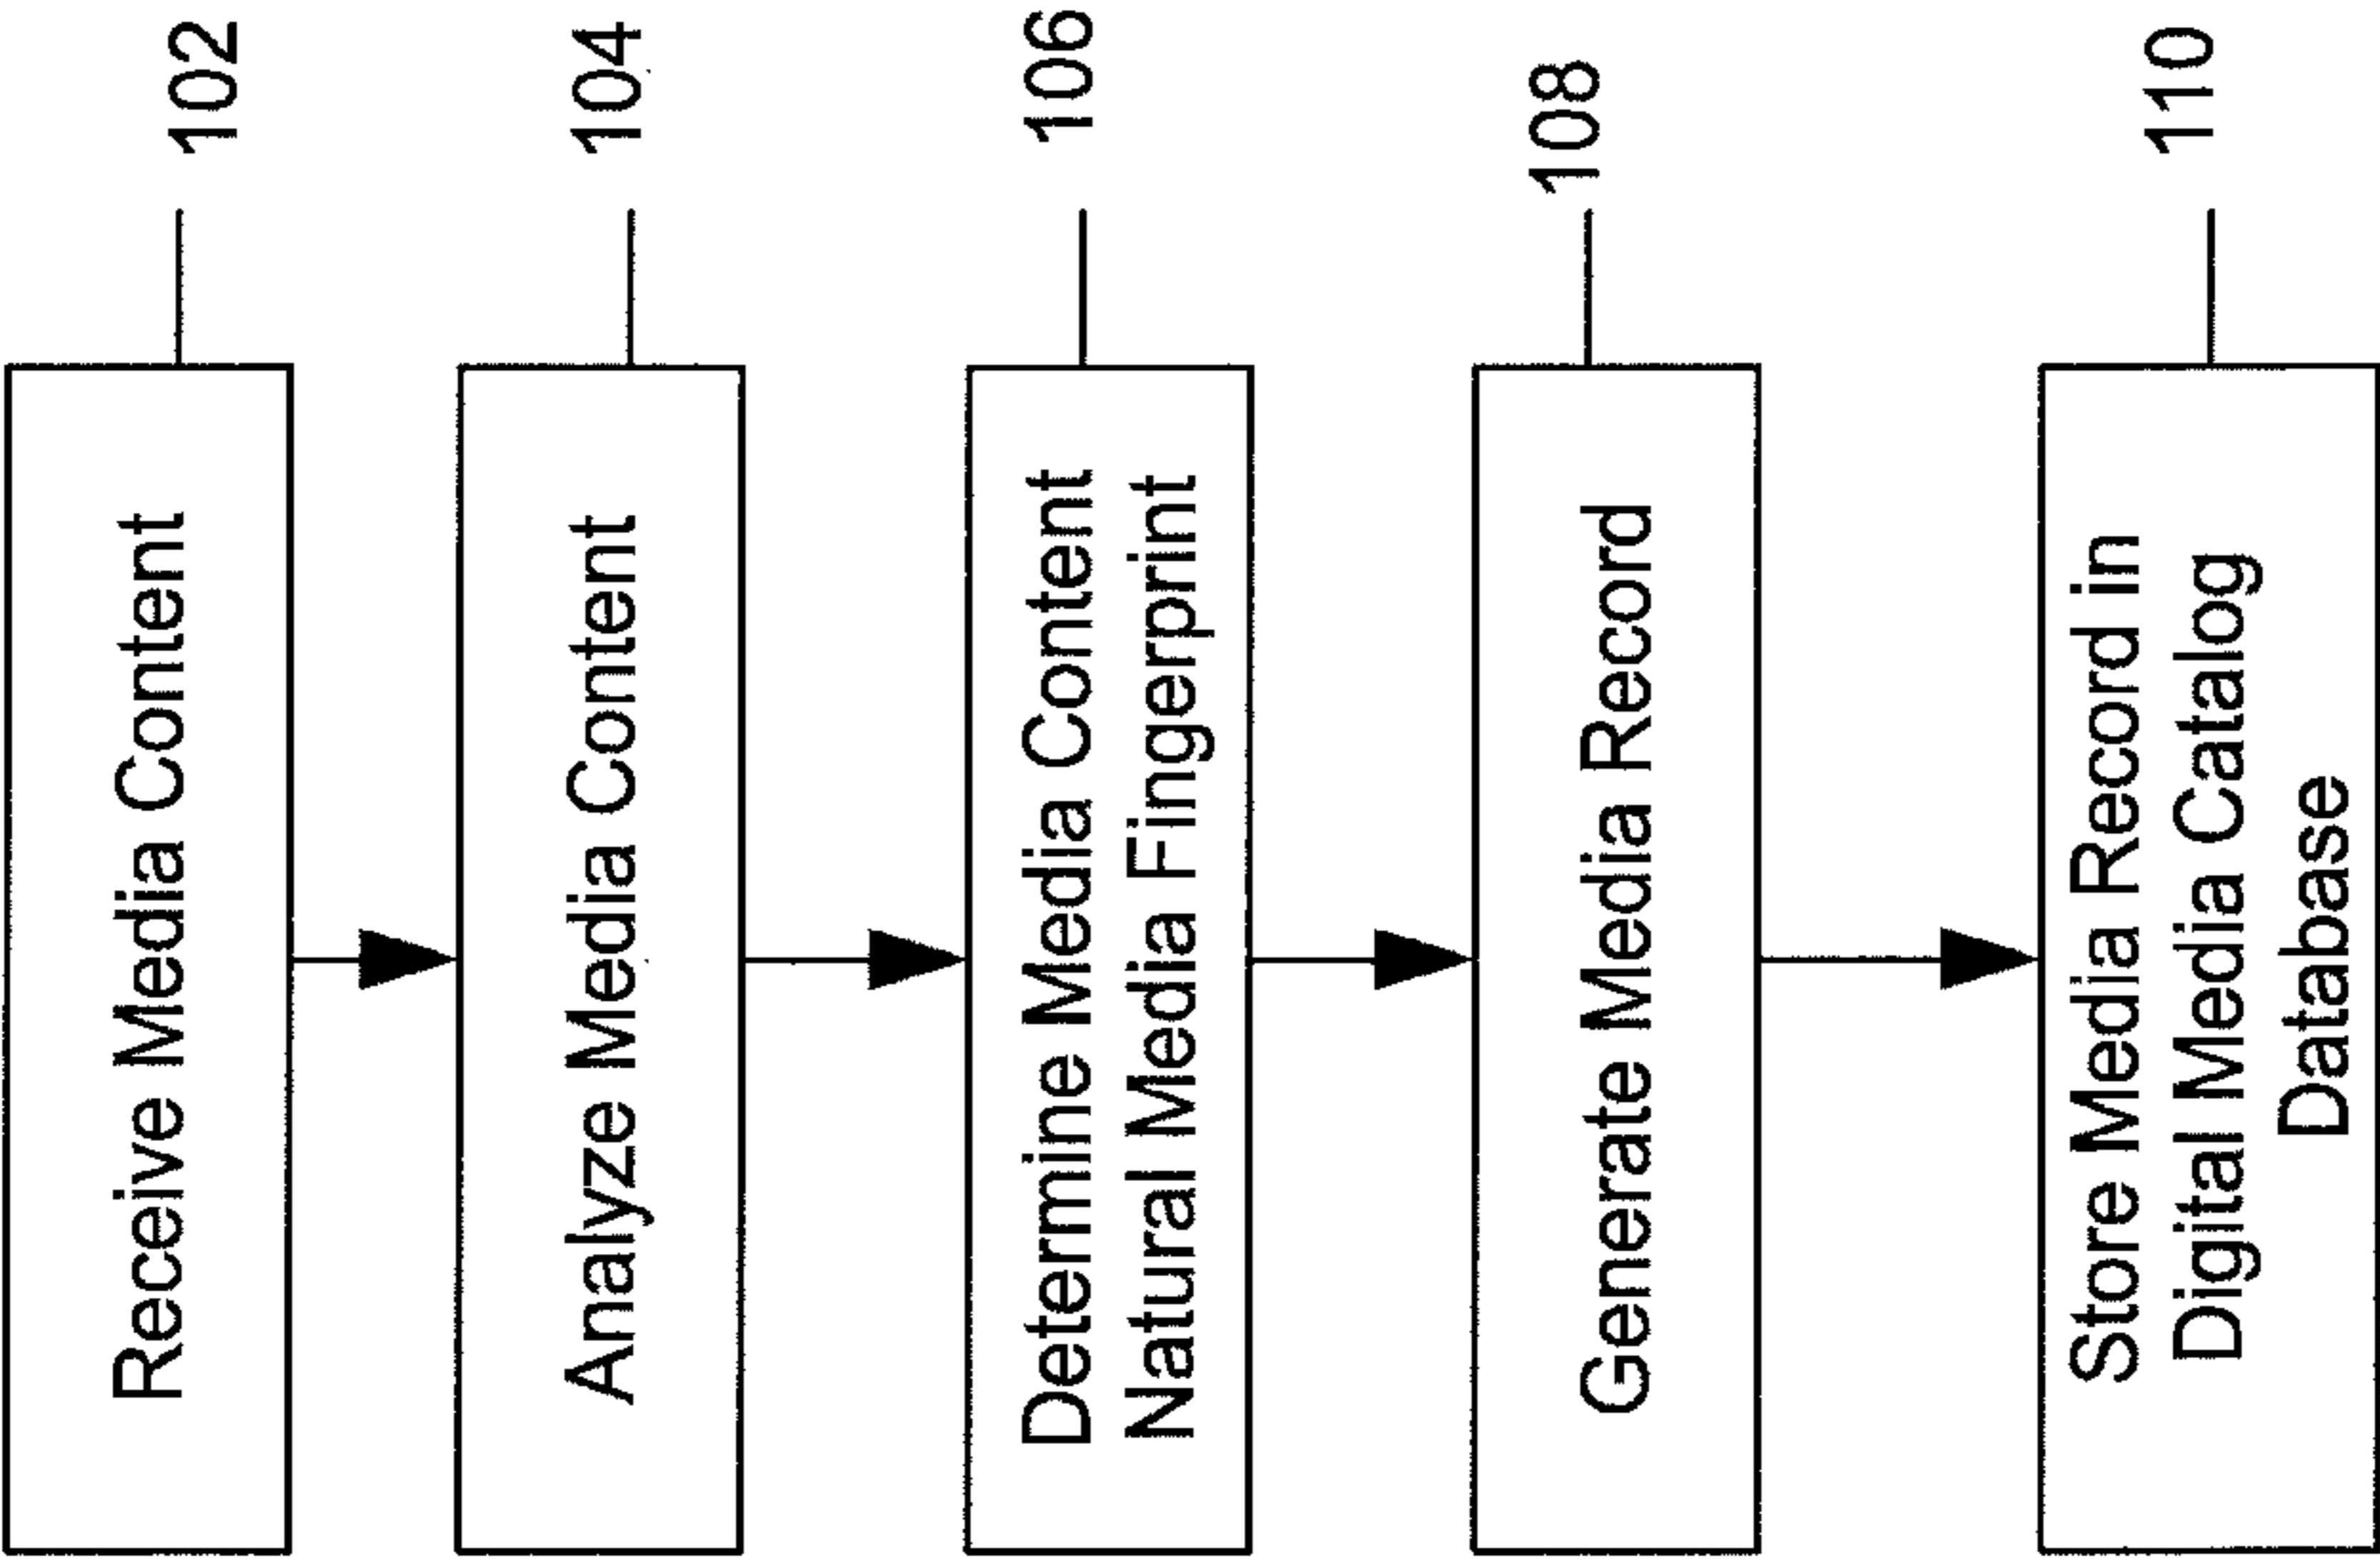 Receive Media Content
102
Analyze Media Content
104
Determine Media Content
Natural Media Fingerprint
106
Generate Media Record
108
Store Media Record in
Digital Media Catalog
Database
110